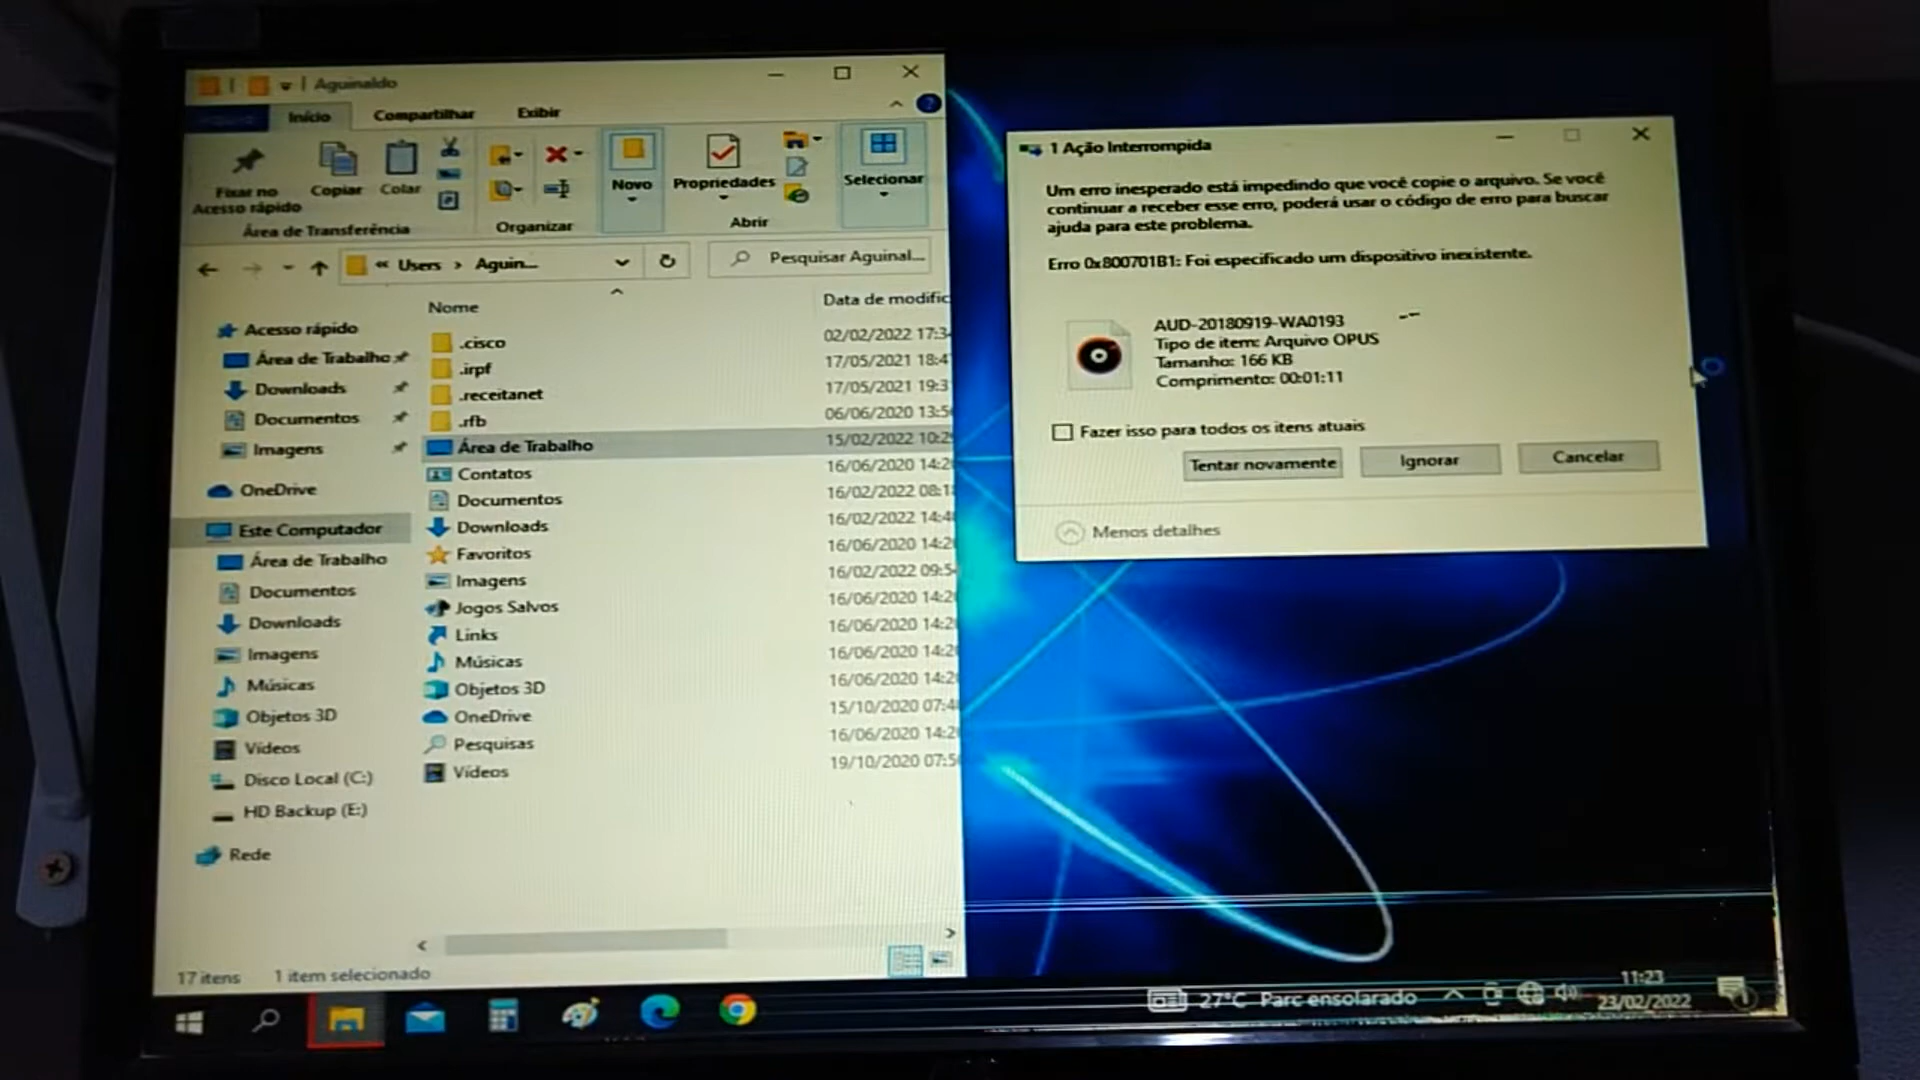 Aguinaldo
Início
Compartilhar
Exibir
Fixar no
Acesso rápido
Copiar
Colar
Novo
Propriedades
Selecionar
Área de Transferência
Organizar
Abrir
« Users › Aguin...
Pesquisar Aguinal...
Nome
Data de modific
Acesso rápido
Área de Trabalho
Downloads
Documentos
Imagens
OneDrive
Este Computador
Área de Trabalho
Documentos
Downloads
Imagens
Músicas
Objetos 3D
Vídeos
Disco Local (C:)
HD Backup (E:)
Rede
.cisco 02/02/2022 17:3
.irpf 17/05/2021 18:4
.receitanet 17/05/2021 19:3
.rfb 06/06/2020 13:5
Área de Trabalho 15/02/2022 10:2
Contatos 16/06/2020 14:2
Documentos 16/02/2022 08:1
Downloads 16/02/2022 14:4
Favoritos 16/06/2020 14:2
Imagens 16/02/2022 09:5
Jogos Salvos 16/06/2020 14:2
Links 16/06/2020 14:2
Músicas 16/06/2020 14:2
Objetos 3D 16/06/2020 14:2
OneDrive 15/10/2020 07:4
Pesquisas 16/06/2020 14:2
Vídeos 19/10/2020 07:5
17 itens 1 item selecionado
1 Ação Interrompida
Um erro inesperado está impedindo que você copie o arquivo. Se você
continuar a receber esse erro, poderá usar o código de erro para buscar
ajuda para este problema.
Erro 0x800701B1: Foi especificado um dispositivo inexistente.
AUD-20180919-WA0193
Tipo de item: Arquivo OPUS
Tamanho: 166 KB
Comprimento: 00:01:11
Fazer isso para todos os itens atuais
Tentar novamente
Ignorar
Cancelar
Menos detalhes
27°C Parc ensolarado
11:23
23/02/2022
1